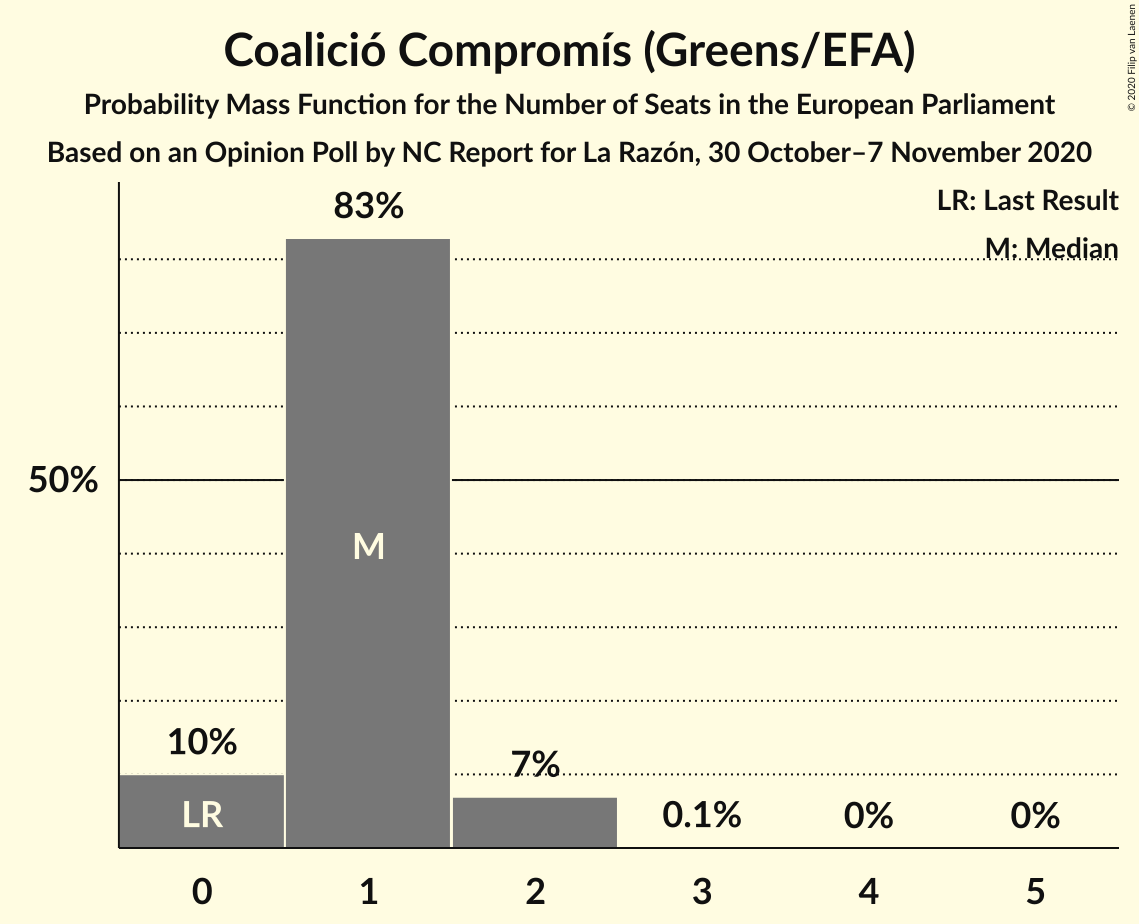 Coalició Compromís (Greens/EFA)
Probability Mass Function for the Number of Seats in the European Parliament
Based on an Opinion Poll by NC Report for La Razón, 30 October–7 November 2020
© 2020 Filip van Laenen
LR: Last Result
M: Median
83%
50%
M
10%
7%
LR
0.1%
0%
0%
0 1 2 3 4 5